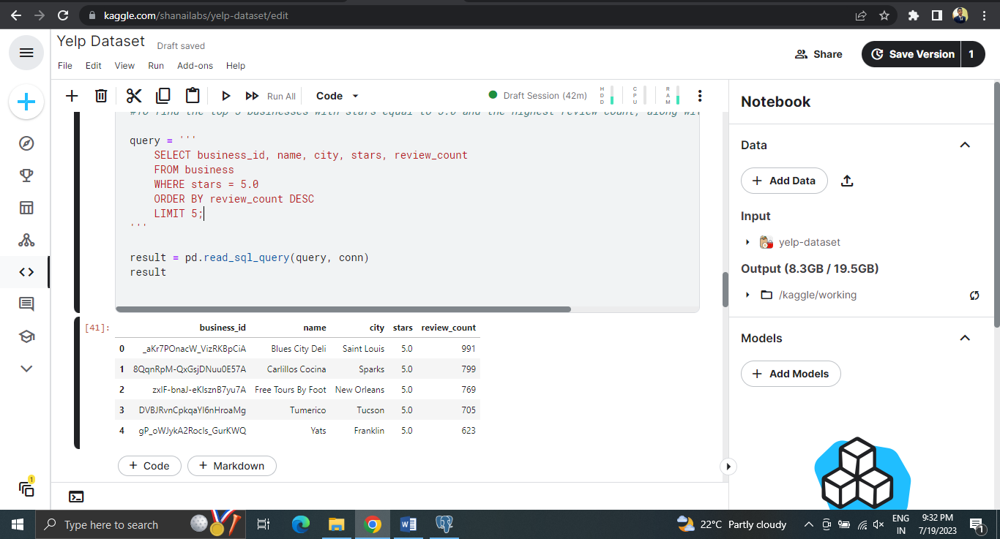 kaggle.com/shanailabs/yelp-dataset/edit
Yelp Dataset Draft saved
File Edit View Run Add-ons Help
Share
Save Version 1
Run All Code
Draft Session (42m)
HDD CPU RAM
#To find the top 5 businesses with stars equal to 5.0 and the highest review count, along wit
query = '''
SELECT business_id, name, city, stars, review_count
FROM business
WHERE stars = 5.0
ORDER BY review_count DESC
LIMIT 5;
'''
result = pd.read_sql_query(query, conn)
result
[41]:
business_id name city stars review_count
0 _aKr7POnacW_VizRKBpCiA Blues City Deli Saint Louis 5.0 991
1 8QqnRpM-QxGsjDNuu0E57A Carlillos Cocina Sparks 5.0 799
2 zxIF-bnaJ-eKIsznB7yu7A Free Tours By Foot New Orleans 5.0 769
3 DVBJRvnCpkqaYl6nHroaMg Tumerico Tucson 5.0 705
4 gP_oWJykA2RocIs_GurKWQ Yats Franklin 5.0 623
+ Code + Markdown
Notebook
Data
+ Add Data
Input
yelp-dataset
Output (8.3GB / 19.5GB)
/kaggle/working
Models
+ Add Models
1
Type here to search
22°C Partly cloudy
ENG
IN
9:32 PM
7/19/2023
1